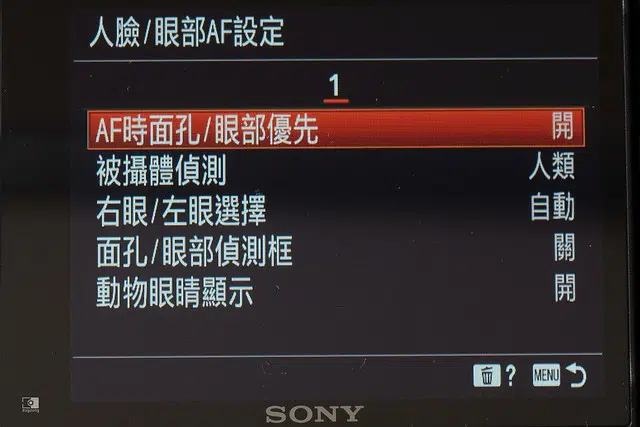 人臉/眼部AF設定
1
AF時面孔/眼部優先 開
被攝體偵測 人類
右眼/左眼選擇 自動
面孔/眼部偵測框 關
動物眼睛顯示 開
? MENU
SONY